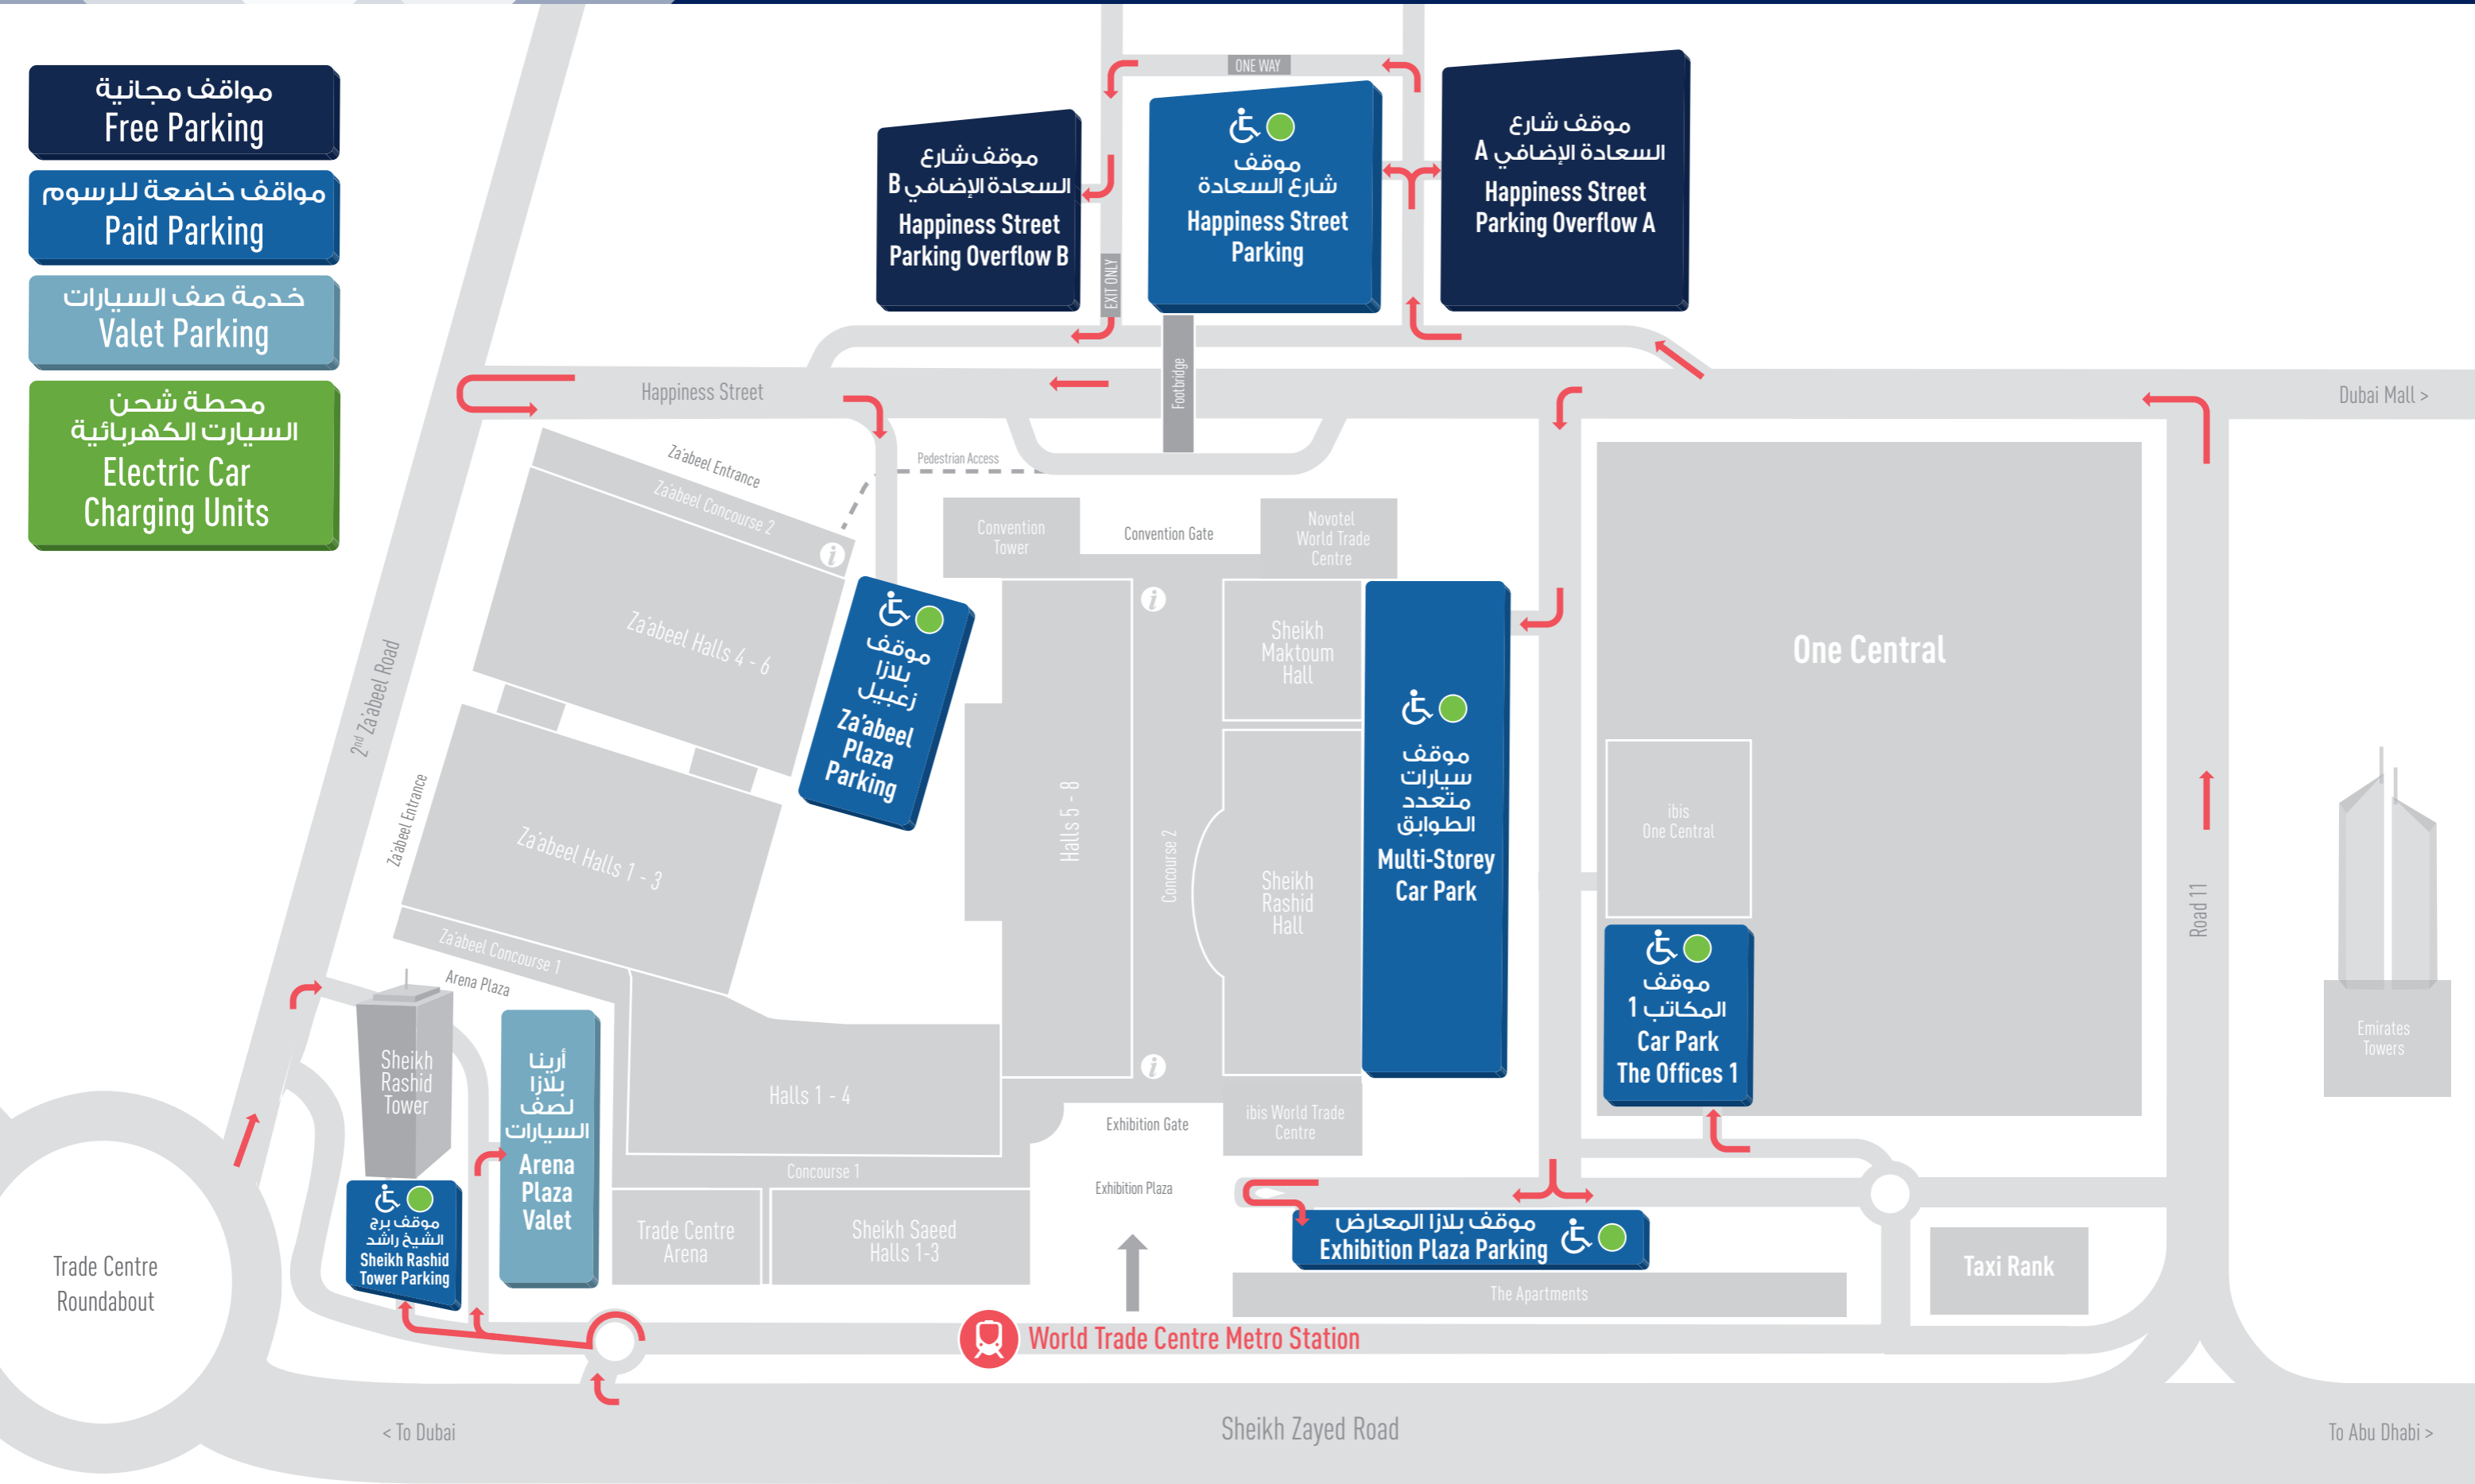 مواقف مجانية
Free Parking
مواقف خاضعة للرسوم
Paid Parking
خدمة صف السيارات
Valet Parking
محطة شحن
السيارت الكهربائية
Electric Car
Charging Units
ONE WAY
موقف شارع
السعادة الإضافي B
Happiness Street
Parking Overflow B
EXIT ONLY
موقف
شارع السعادة
Happiness Street
Parking
موقف شارع
السعادة الإضافي A
Happiness Street
Parking Overflow A
Footbridge
Happiness Street
Dubai Mall >
Za'abeel Entrance
Za'abeel Concourse 2
Pedestrian Access
Convention
Tower
Convention Gate
Novotel
World Trade
Centre
Za'abeel Halls 4 - 6
موقف
بلازا
زعبيل
Za'abeel
Plaza
Parking
Sheikh
Maktoum
Hall
One Central
2nd Za'abeel Road
Za'abeel Entrance
Za'abeel Halls 1 - 3
Halls 5 - 8
Concourse 2
Sheikh
Rashid
Hall
موقف
سيارات
متعدد
الطوابق
Multi-Storey
Car Park
ibis
One Central
Road 11
Za'abeel Concourse 1
Arena Plaza
موقف
المكاتب 1
Car Park
The Offices 1
Emirates
Towers
Sheikh
Rashid
Tower
أرينا
بلازا
لصف
السيارات
Arena
Plaza
Valet
Halls 1 - 4
Exhibition Gate
ibis World Trade
Centre
Concourse 1
Exhibition Plaza
موقف برج
الشيخ راشد
Sheikh Rashid
Tower Parking
Trade Centre
Arena
Sheikh Saeed
Halls 1-3
موقف بلازا المعارض
Exhibition Plaza Parking
The Apartments
Taxi Rank
Trade Centre
Roundabout
World Trade Centre Metro Station
< To Dubai
Sheikh Zayed Road
To Abu Dhabi >